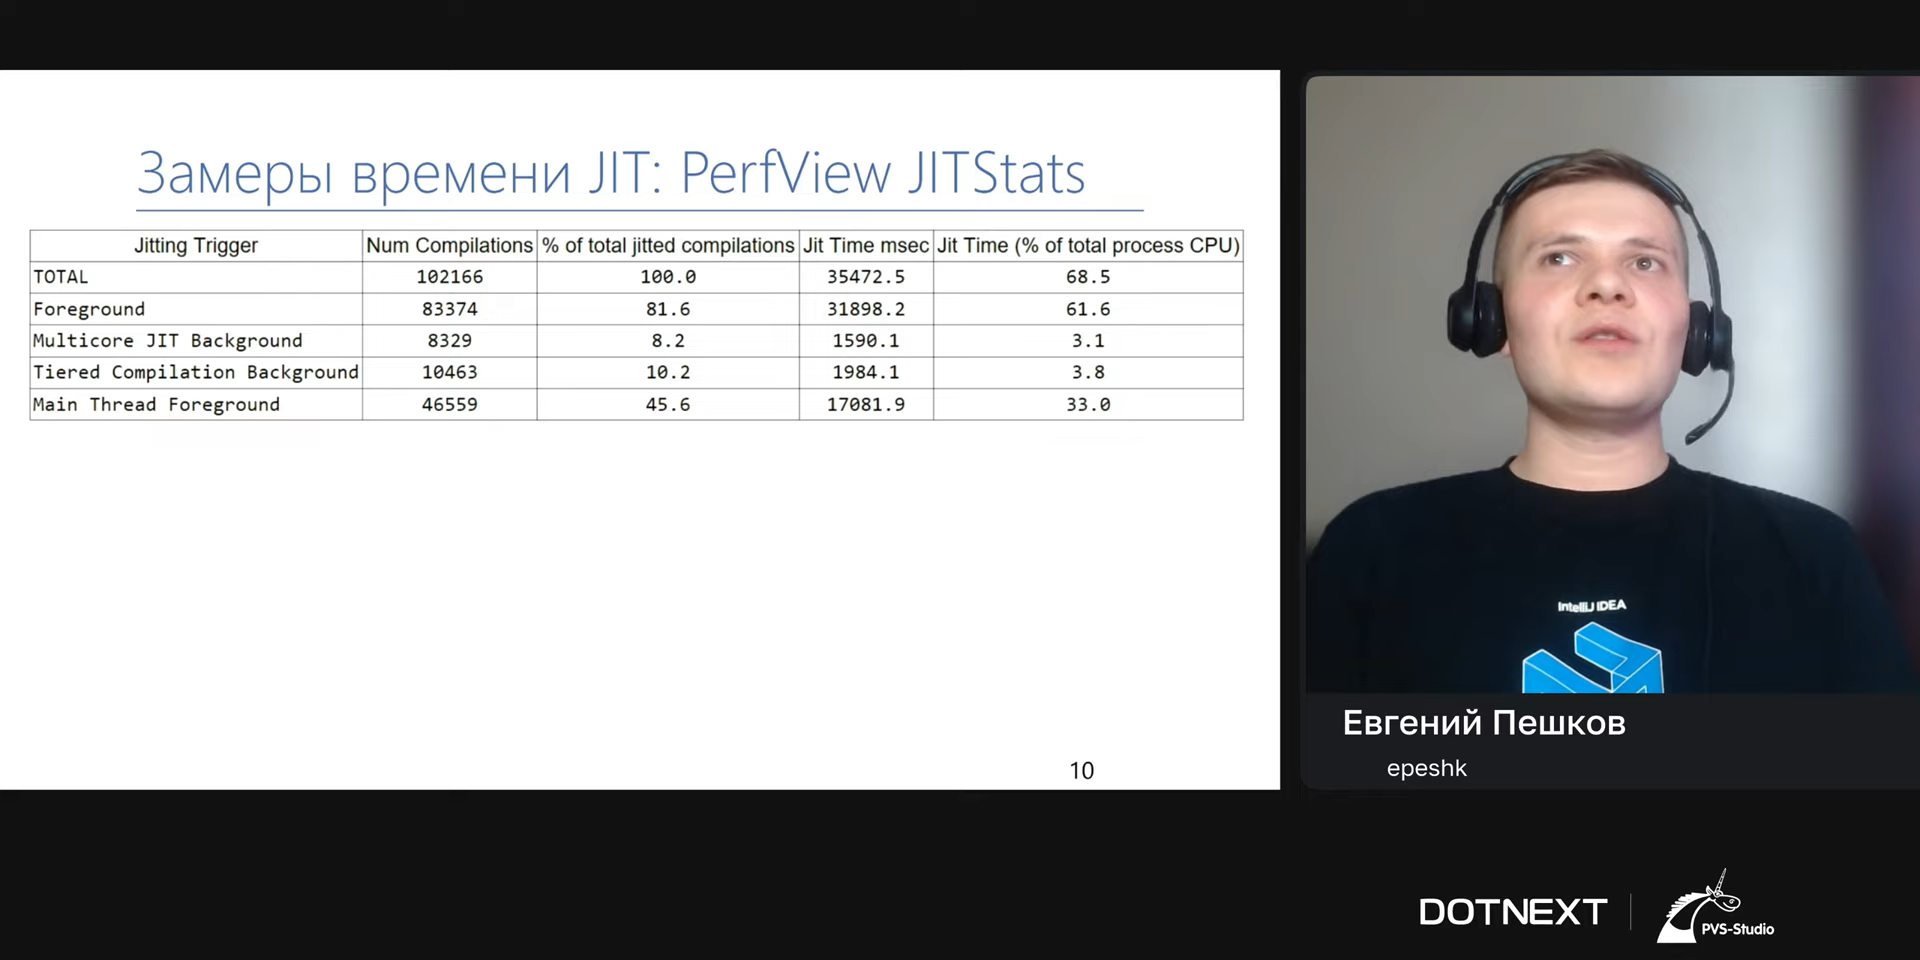 Замеры времени JIT: PerfView JITStats
Jitting Trigger Num Compilations % of total jitted compilations Jit Time msec Jit Time (% of total process CPU)
TOTAL 102166 100.0 35472.5 68.5
Foreground 83374 81.6 31898.2 61.6
Multicore JIT Background 8329 8.2 1590.1 3.1
Tiered Compilation Background 10463 10.2 1984.1 3.8
Main Thread Foreground 46559 45.6 17081.9 33.0
10
IntelliJ IDEA
Евгений Пешков
epeshk
DOTNEXT
PVS-Studio